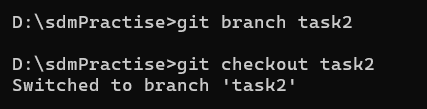 D:\sdmPractise>git branch task2
D:\sdmPractise>git checkout task2
Switched to branch 'task2'